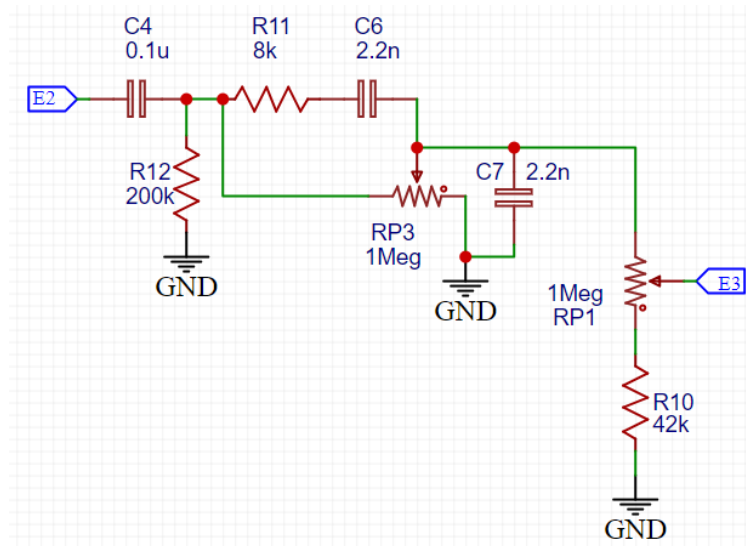 C4
0.1u
R11
8k
C6
2.2n
E2
R12
200k
GND
C7 2.2n
RP3
1Meg
GND
1Meg
RP1
E3
R10
42k
GND